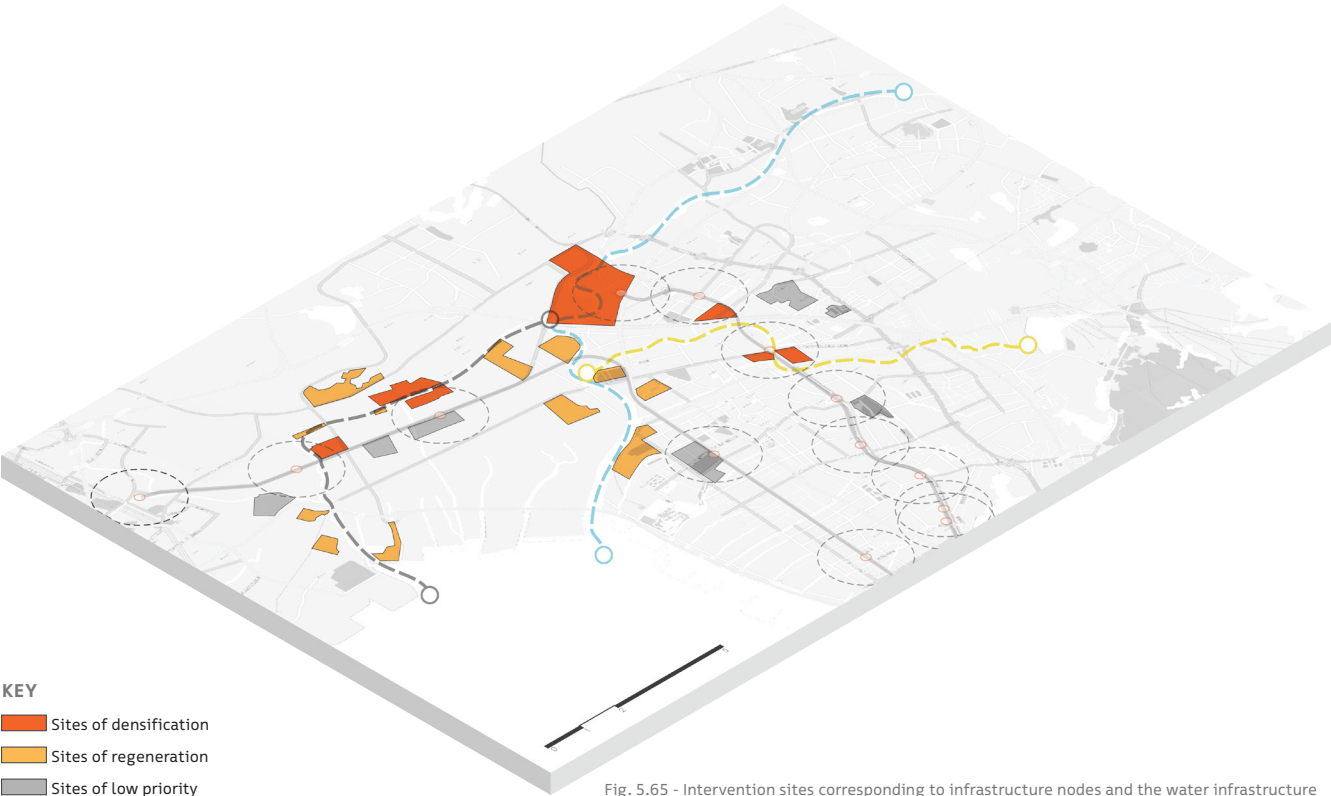 KEY
Sites of densification
Sites of regeneration
Sites of low priority
Fig. 5.65 - Intervention sites corresponding to infrastructure nodes and the water infrastructure